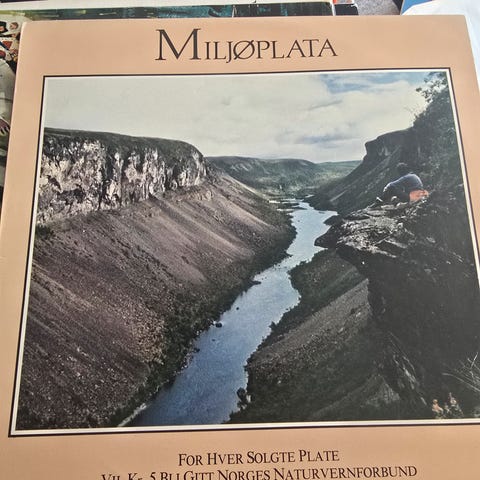 MILJØPLATA
FOR HVER SOLGTE PLATE
VIL KR. 5 BLI GITT NORGES NATURVERNFORBUND